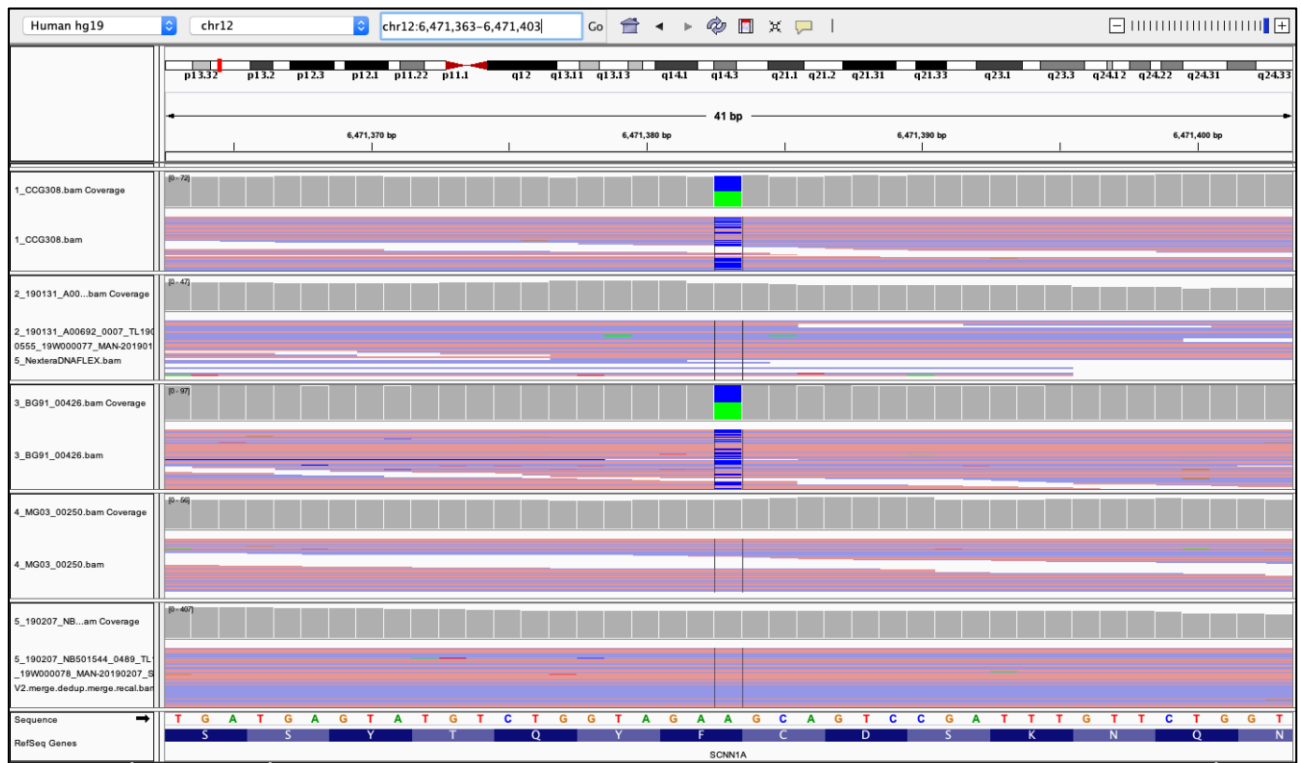 Human hg19 chr12 chr12:6,471,363-6,471,403 Go
p13.32 p13.2 p12.3 p12.1 p11.22 p11.1 q12 q13.11 q13.13 q14.1 q14.3 q21.1 q21.2 q21.31 q21.33 q23.1 q23.3 q24.12 q24.22 q24.31 q24.33
41 bp
6,471,370 bp 6,471,380 bp 6,471,390 bp 6,471,400 bp
[0 - 72]
1_CCG308.bam Coverage
1_CCG308.bam
[0 - 47]
2_190131_A00...bam Coverage
2_190131_A00692_0007_TL190
0555_19W000077_MAN-201901
5_NexteraDNAFLEX.bam
[0 - 97]
3_BG91_00426.bam Coverage
3_BG91_00426.bam
[0 - 56]
4_MG03_00250.bam Coverage
4_MG03_00250.bam
[0 - 407]
5_190207_NB...am Coverage
5_190207_NB501544_0489_TL1
_19W000078_MAN-20190207_S
V2.merge.dedup.merge.recal.bar
Sequence T G A T G A G T A T G T C T G G T A G A A G C A G T C C G A T T T G T T C T G G T
RefSeq Genes S S Y T Q Y F C D S K N Q N
SCNN1A